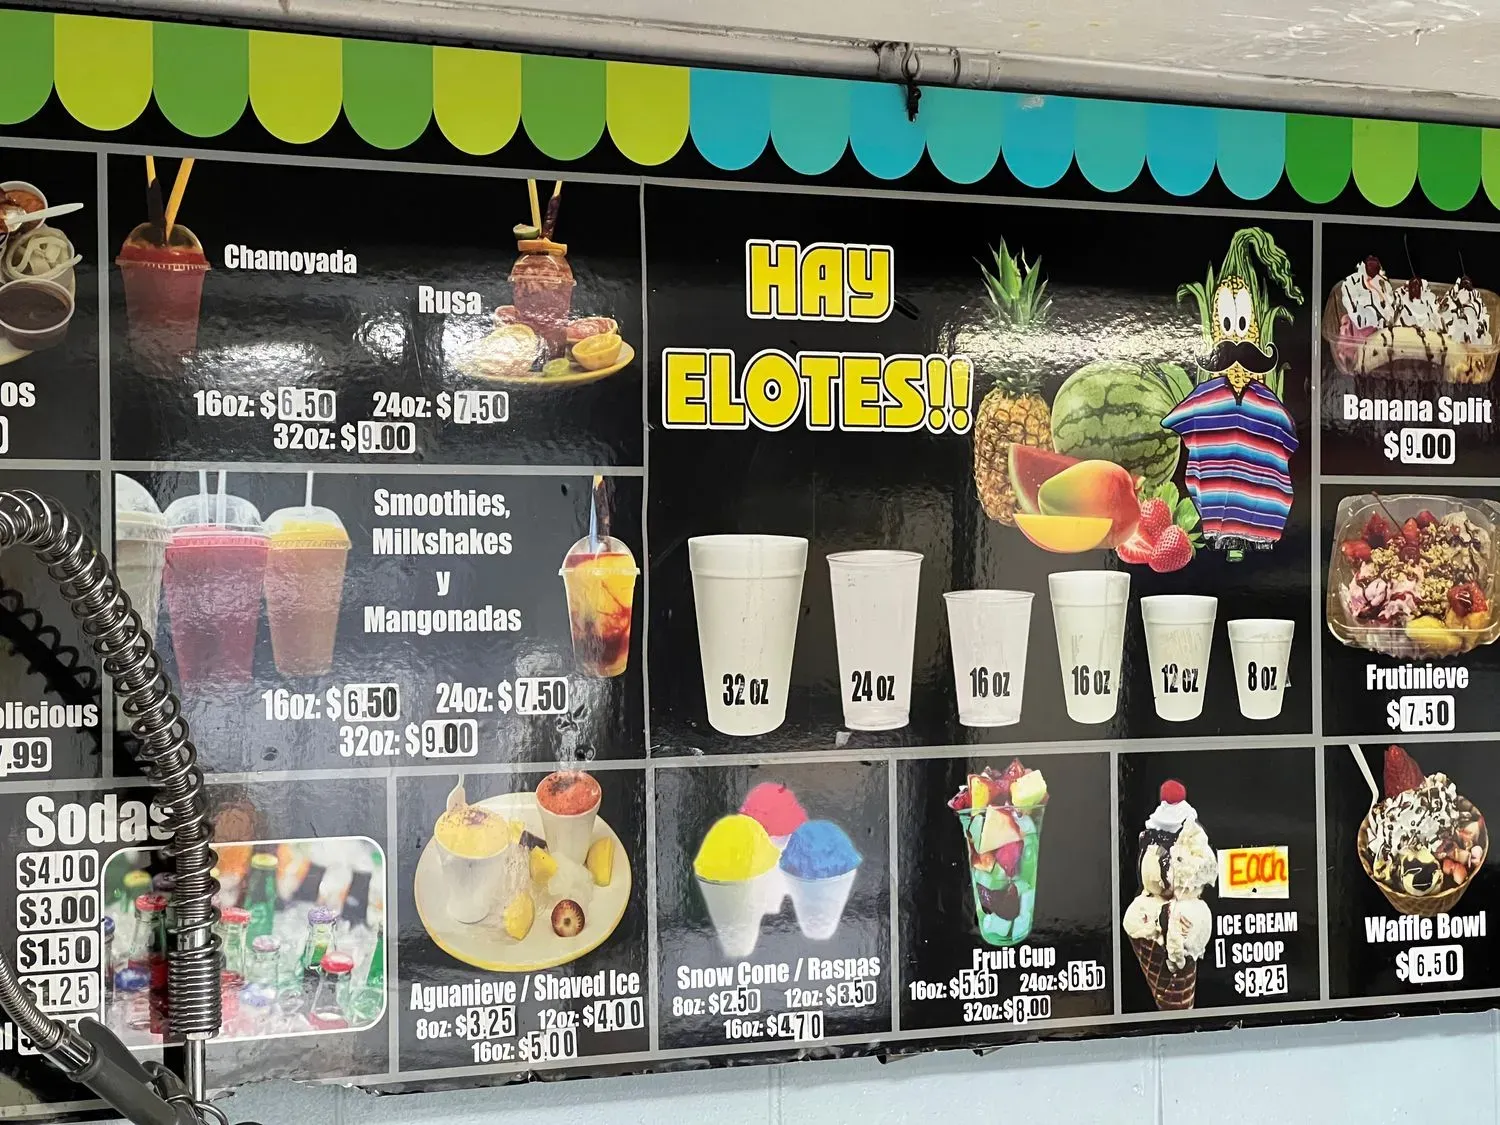 Chamoyada
Rusa
16oz: $6.50 24oz: $7.50
32oz: $9.00
Smoothies,
Milkshakes
y
Mangonadas
16oz: $6.50 24oz: $7.50
32oz: $9.00
HAY
ELOTES!!
32 OZ
24 OZ
16 OZ
16 OZ
12 OZ
8 OZ
Banana Split
$9.00
Frutinieve
$7.50
os
licious
.99
Sodas
$4.00
$3.00
$1.50
$1.25
Aguanieve / Shaved Ice
8oz: $3.25 12oz: $4.00
16oz: $5.00
Snow Cone / Raspas
8oz: $2.50 12oz: $3.50
16oz: $4.70
Fruit Cup
16oz: $5.50 24oz: $6.50
32oz: $8.00
Each
ICE CREAM
1 SCOOP
$3.25
Waffle Bowl
$6.50